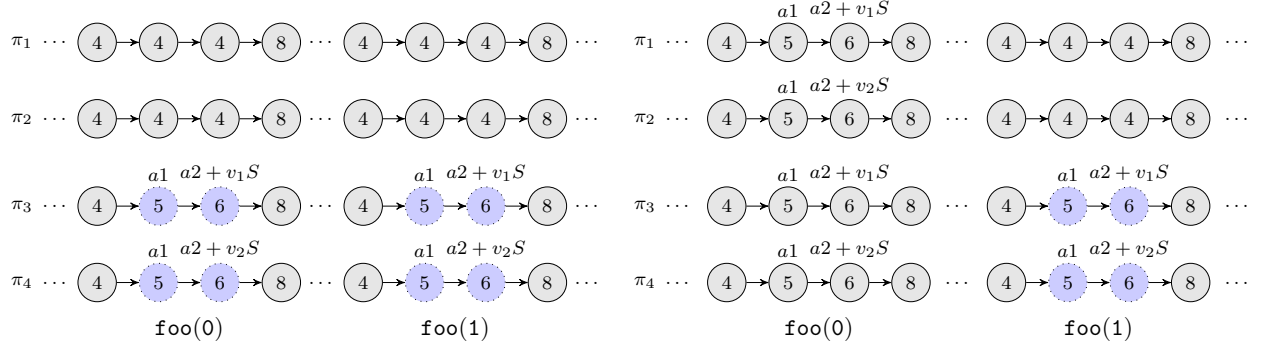 a1 a2 + v₁S
π₁ ⋯ 4 4 4 8 ⋯ 4 4 4 8 ⋯ π₁ ⋯ 4 5 6 8 ⋯ 4 4 4 8 ⋯
a1 a2 + v₂S
π₂ ⋯ 4 4 4 8 ⋯ 4 4 4 8 ⋯ π₂ ⋯ 4 5 6 8 ⋯ 4 4 4 8 ⋯
a1 a2 + v₁S a1 a2 + v₁S a1 a2 + v₁S a1 a2 + v₁S
π₃ ⋯ 4 5 6 8 ⋯ 4 5 6 8 ⋯ π₃ ⋯ 4 5 6 8 ⋯ 4 5 6 8 ⋯
a1 a2 + v₂S a1 a2 + v₂S a1 a2 + v₂S a1 a2 + v₂S
π₄ ⋯ 4 5 6 8 ⋯ 4 5 6 8 ⋯ π₄ ⋯ 4 5 6 8 ⋯ 4 5 6 8 ⋯
foo(0) foo(1) foo(0) foo(1)